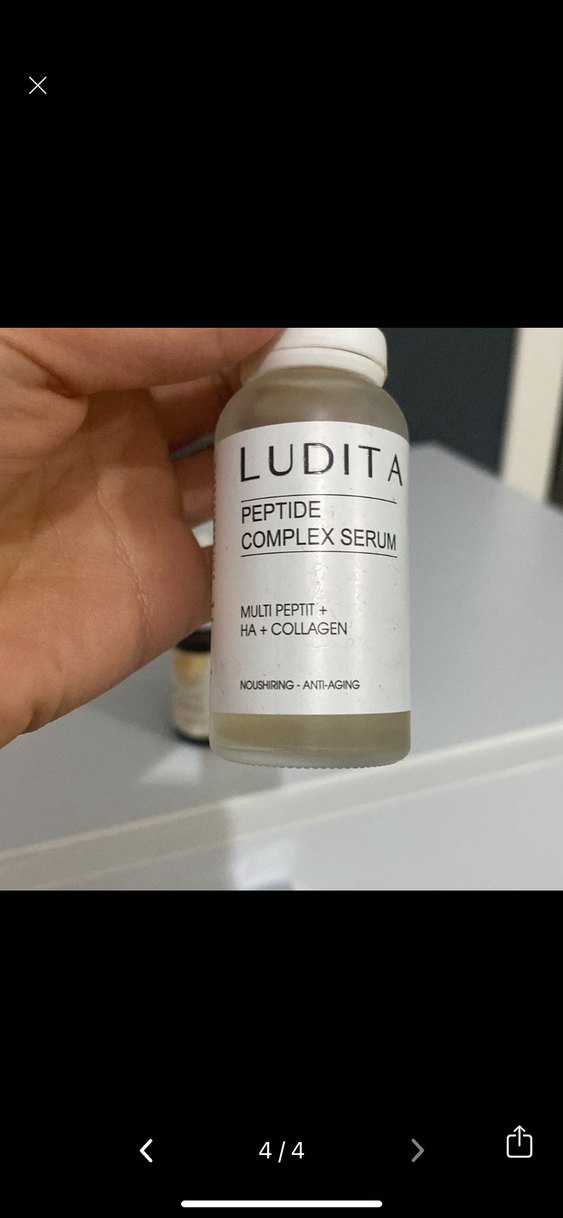 LUDITA
PEPTIDE
COMPLEX SERUM
MULTI PEPTIT +
HA + COLLAGEN
NOUSHIRING - ANTI-AGING
4 / 4